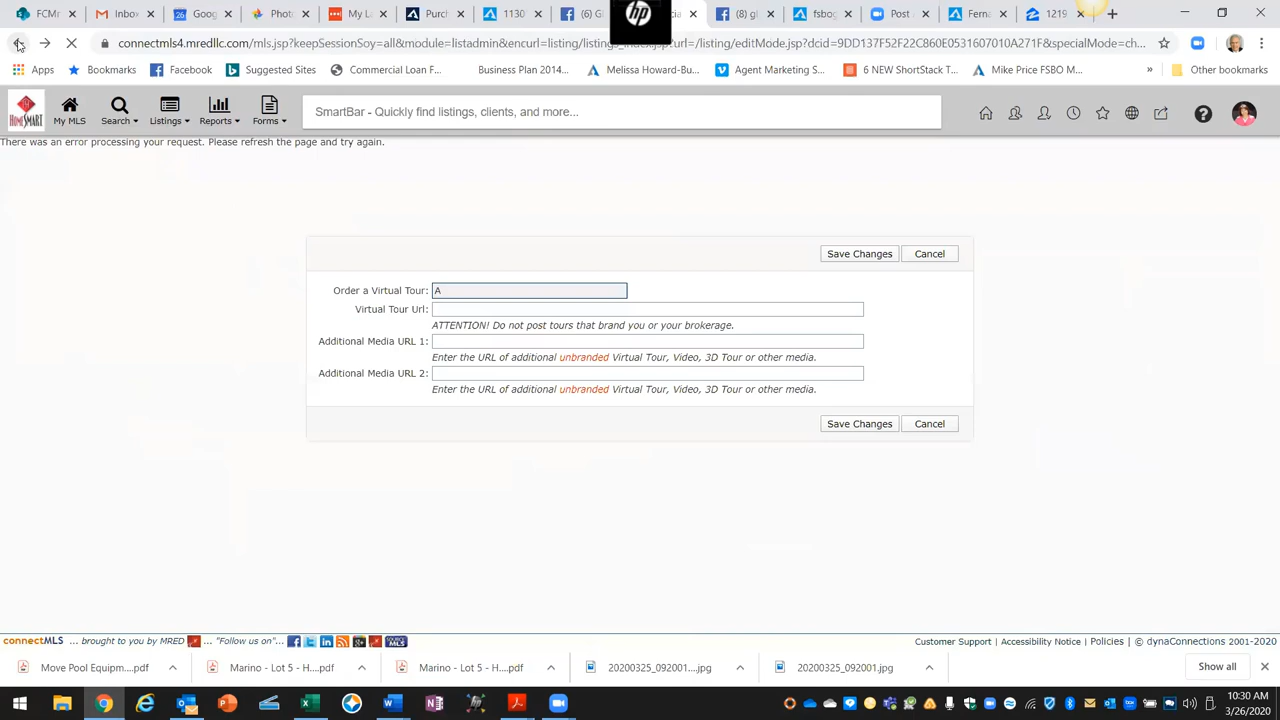 FCMr
Inbox
Goog
Phot
My La
Purch
1130
(6) G
dia
(8) gl
fsbog
Post
Ferne
1219
connectmls4.mredllc.com/mls.jsp?keepSessionSoy=all&module=listadmin&encurl=listing/listings_index.jsp?url=/listing/editMode.jsp?dcid=9DD137F52F22C860E0531607010A271F&specialMode=ch...
Apps
Bookmarks
Facebook
Suggested Sites
Commercial Loan F...
Business Plan 2014...
Melissa Howard-Bu...
Agent Marketing S...
6 NEW ShortStack T...
Mike Price FSBO M...
»
Other bookmarks
HOMESMART
My MLS
Search
Listings
Reports
Forms
SmartBar - Quickly find listings, clients, and more...
There was an error processing your request. Please refresh the page and try again.
Save Changes Cancel
Order a Virtual Tour: A
Virtual Tour Url:
ATTENTION! Do not post tours that brand you or your brokerage.
Additional Media URL 1:
Enter the URL of additional unbranded Virtual Tour, Video, 3D Tour or other media.
Additional Media URL 2:
Enter the URL of additional unbranded Virtual Tour, Video, 3D Tour or other media.
Save Changes Cancel
connectMLS ... brought to you by MRED ... "Follow us on"...
Customer Support | Accessibility Notice | Policies | © dynaConnections 2001-2020
Move Pool Equipm....pdf
Marino - Lot 5 - H....pdf
Marino - Lot 5 - H....pdf
20200325_092001....jpg
20200325_092001.jpg
Show all
10:30 AM
3/26/2020